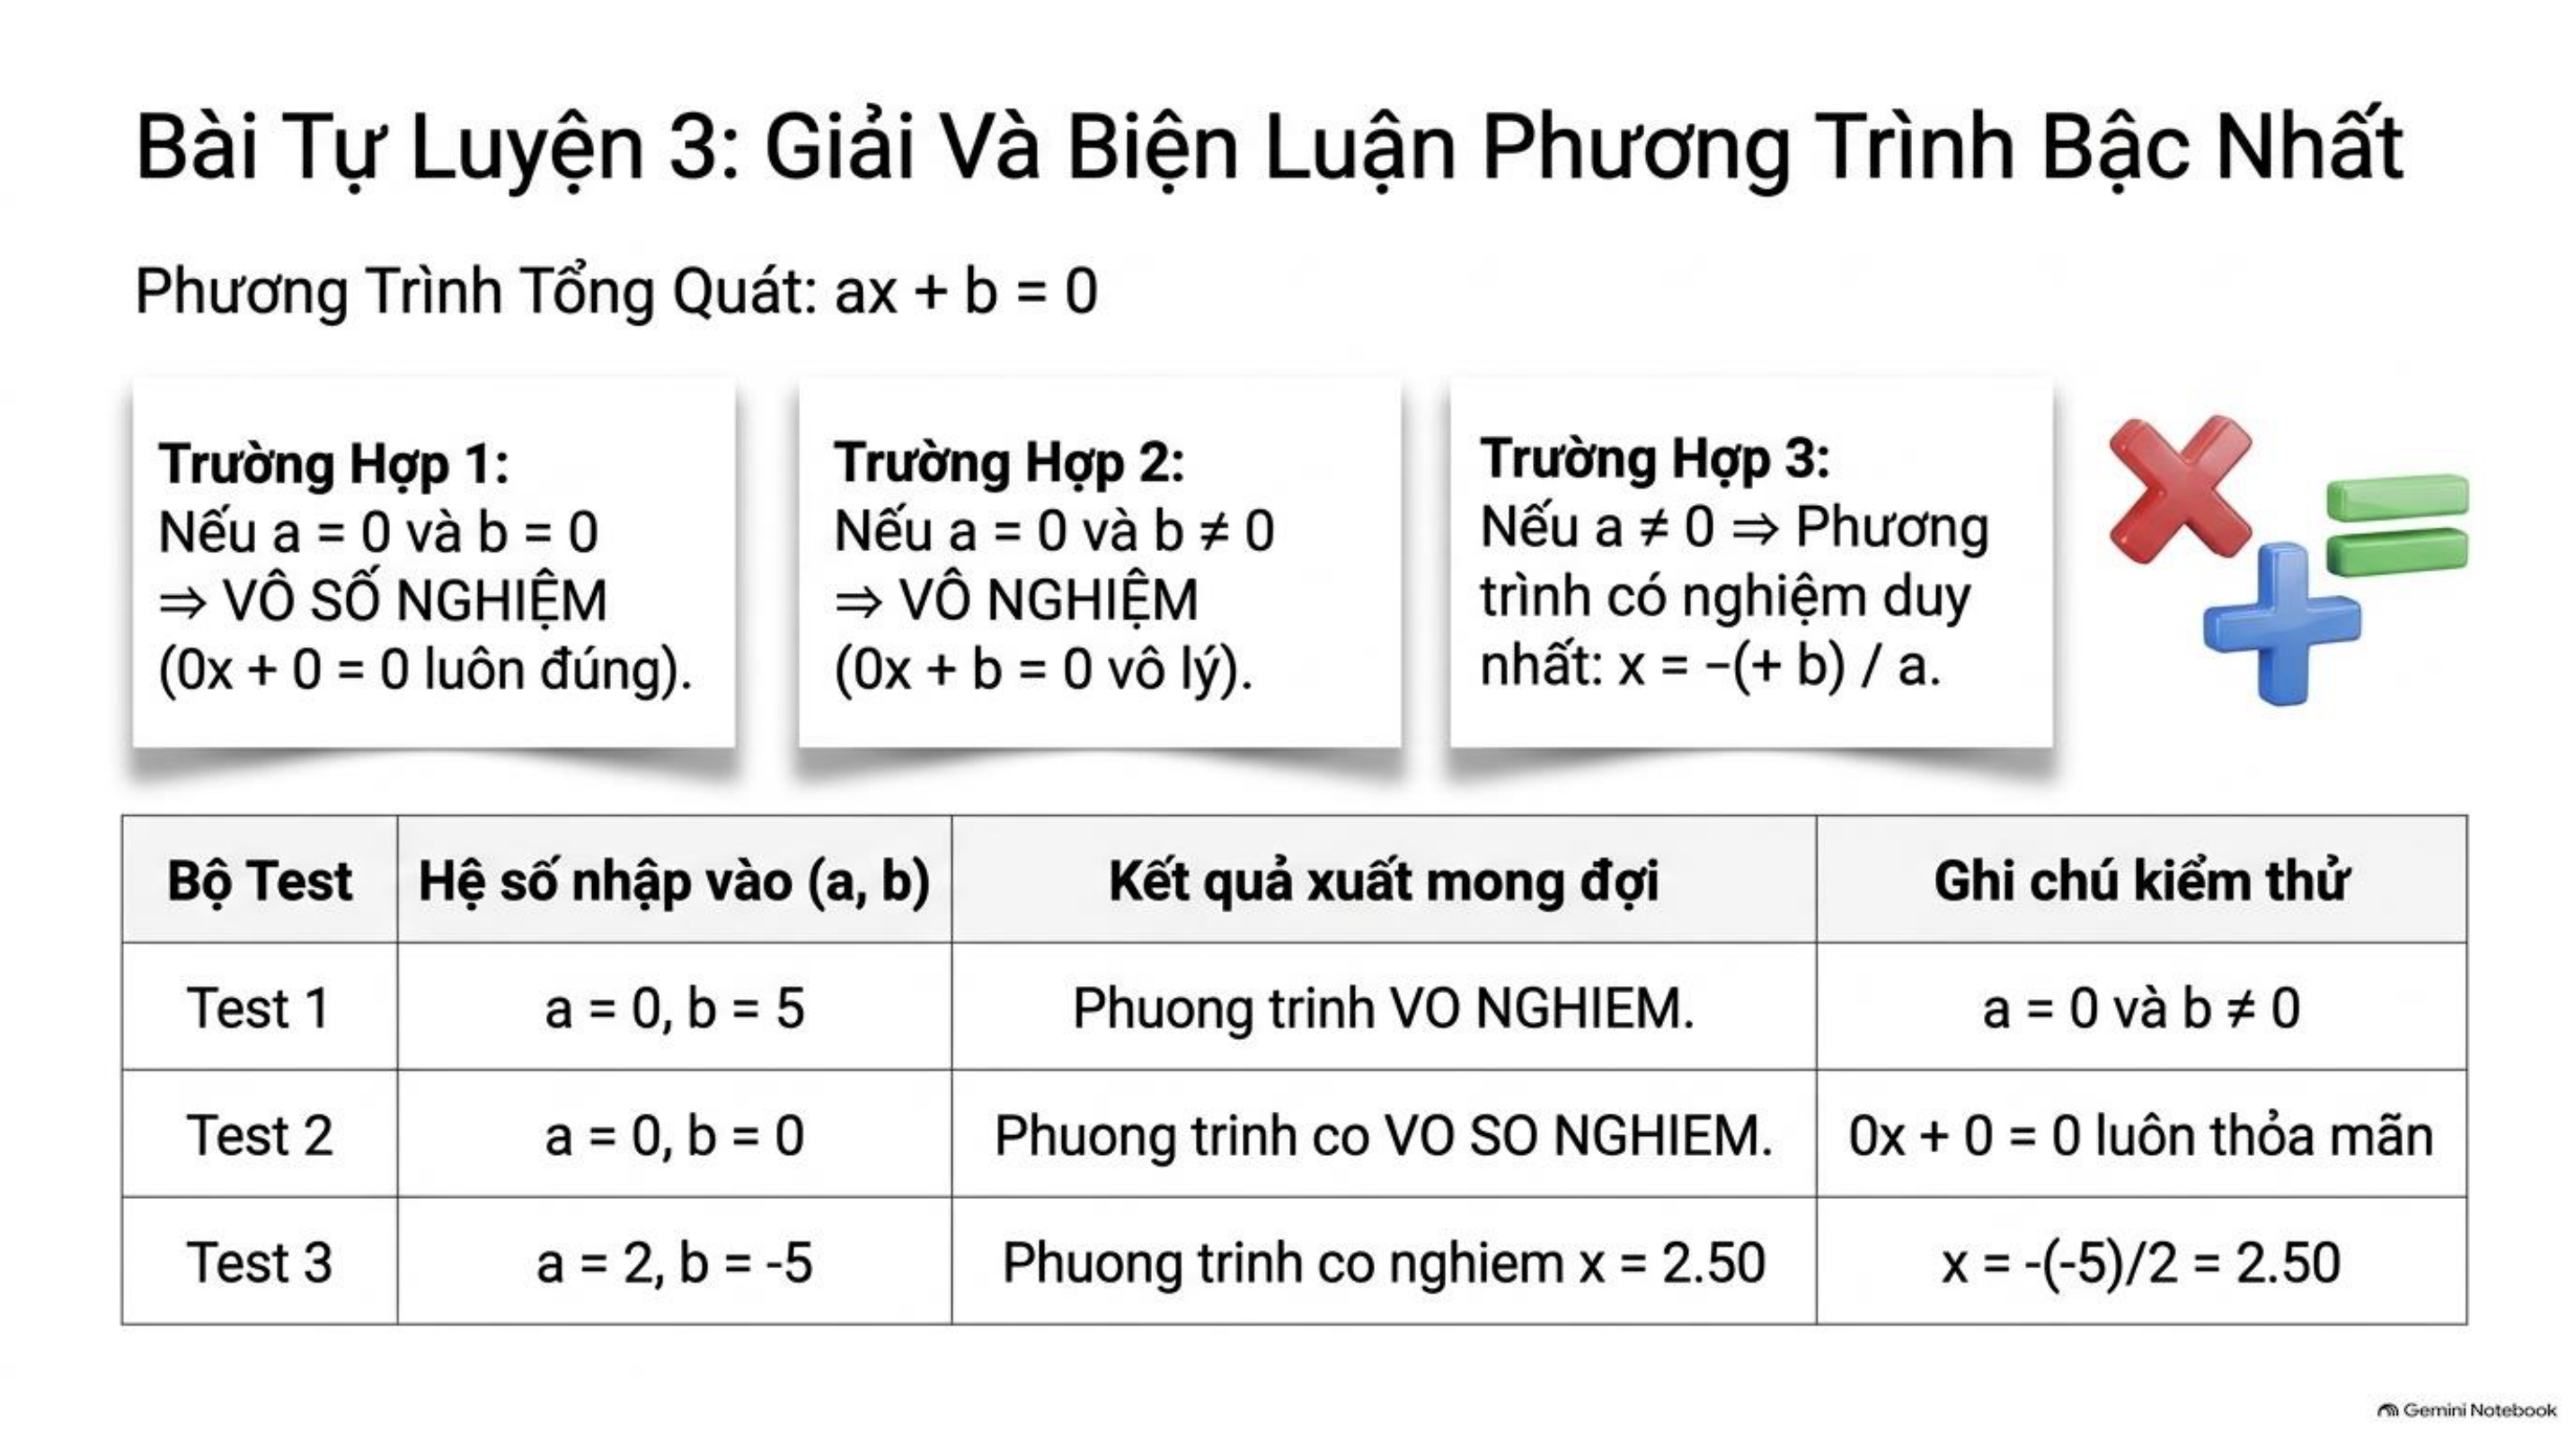 Bài Tự Luyện 3: Giải Và Biện Luận Phương Trình Bậc Nhất
Phương Trình Tổng Quát: ax + b = 0
Trường Hợp 1:
Nếu a = 0 và b = 0
⇒ VÔ SỐ NGHIỆM
(0x + 0 = 0 luôn đúng).
Trường Hợp 2:
Nếu a = 0 và b ≠ 0
⇒ VÔ NGHIỆM
(0x + b = 0 vô lý).
Trường Hợp 3:
Nếu a ≠ 0 ⇒ Phương
trình có nghiệm duy
nhất: x = −(+ b) / a.
Bộ Test | Hệ số nhập vào (a, b) | Kết quả xuất mong đợi | Ghi chú kiểm thử
Test 1 | a = 0, b = 5 | Phuong trinh VO NGHIEM. | a = 0 và b ≠ 0
Test 2 | a = 0, b = 0 | Phuong trinh co VO SO NGHIEM. | 0x + 0 = 0 luôn thỏa mãn
Test 3 | a = 2, b = -5 | Phuong trinh co nghiem x = 2.50 | x = -(-5)/2 = 2.50
Gemini Notebook